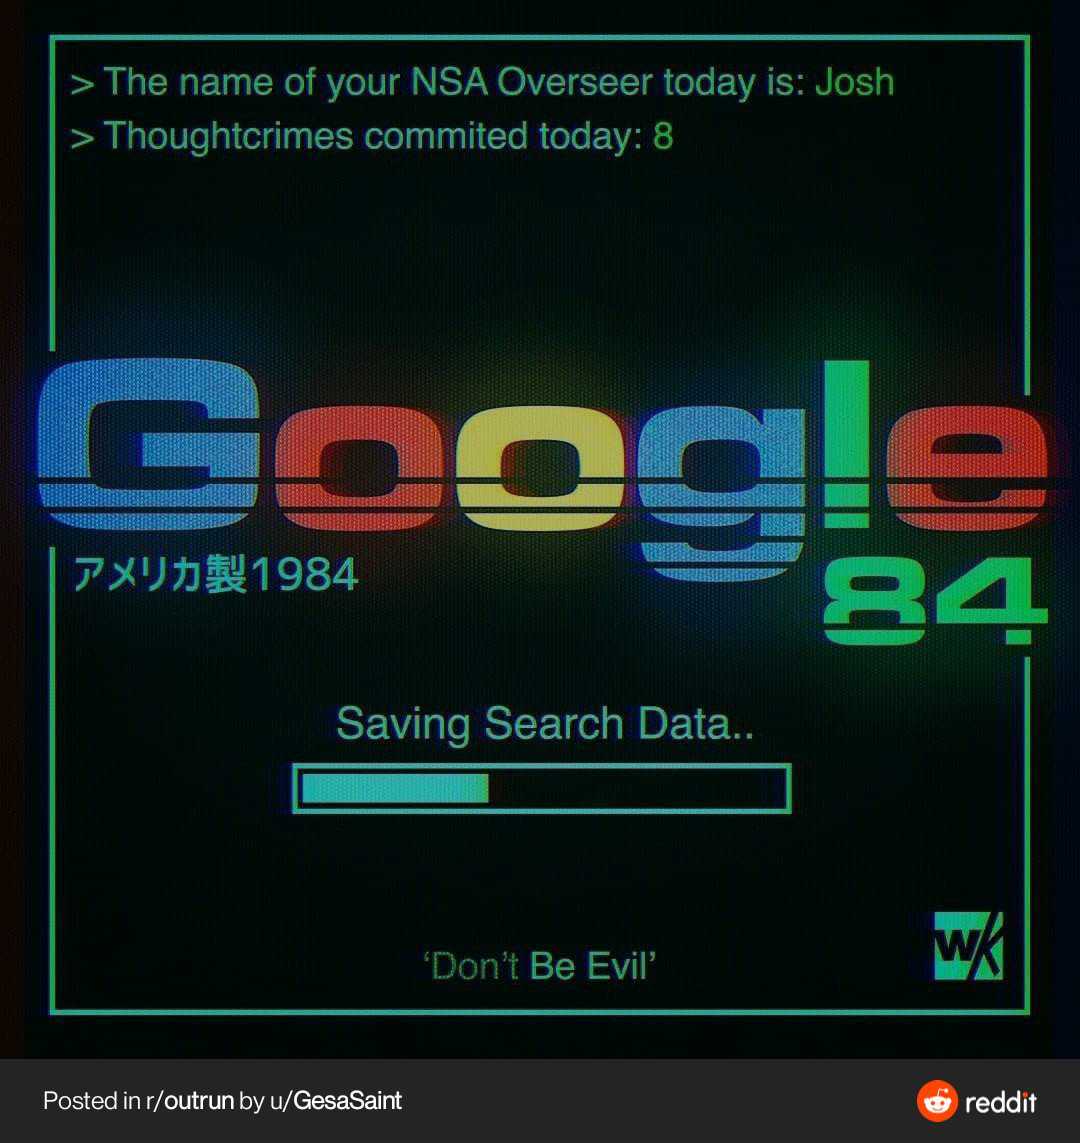 > The name of your NSA Overseer today is: Josh
> Thoughtcrimes commited today: 8
Google
アメリカ製1984
84
Saving Search Data..
‘Don’t Be Evil’
WK
Posted in r/outrun by u/GesaSaint
reddit